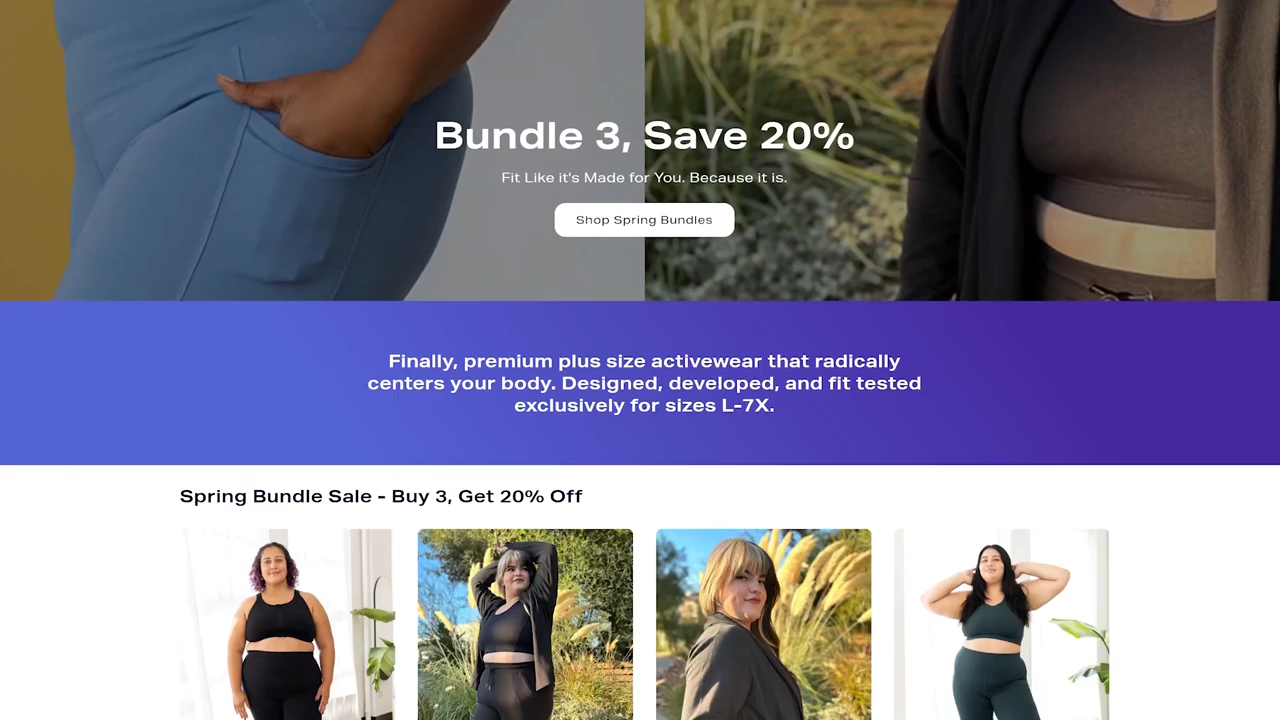 Bundle 3, Save 20%
Fit Like it's Made for You. Because it is.
Shop Spring Bundles
Finally, premium plus size activewear that radically
centers your body. Designed, developed, and fit tested
exclusively for sizes L-7X.
Spring Bundle Sale - Buy 3, Get 20% Off